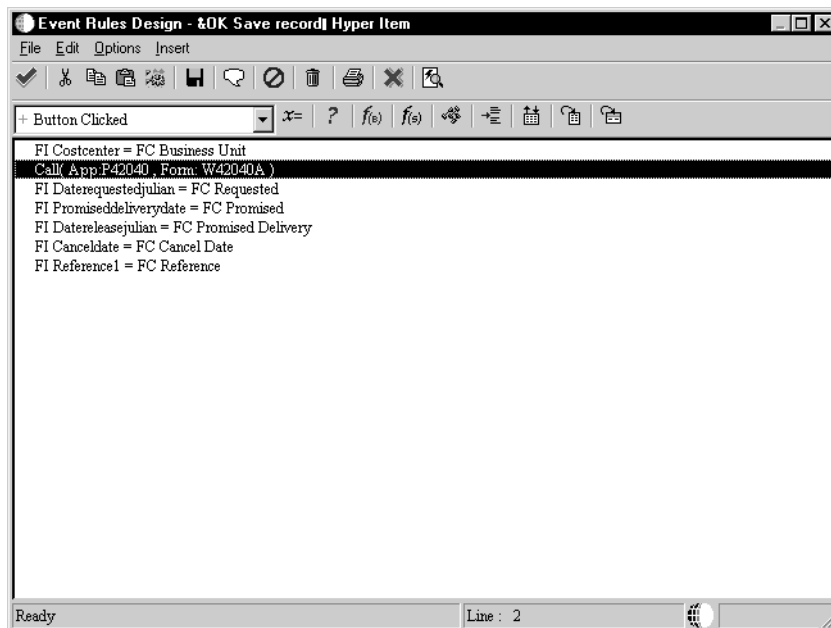 Event Rules Design - &OK Save record| Hyper Item
File Edit Options Insert
+ Button Clicked x= ? f(B) f(s)
FI Costcenter = FC Business Unit
Call( App:P42040 , Form: W42040A )
FI Daterequestedjulian = FC Requested
FI Promiseddeliverydate = FC Promised
FI Datereleasejulian = FC Promised Delivery
FI Canceldate = FC Cancel Date
FI Reference1 = FC Reference
Ready Line : 2